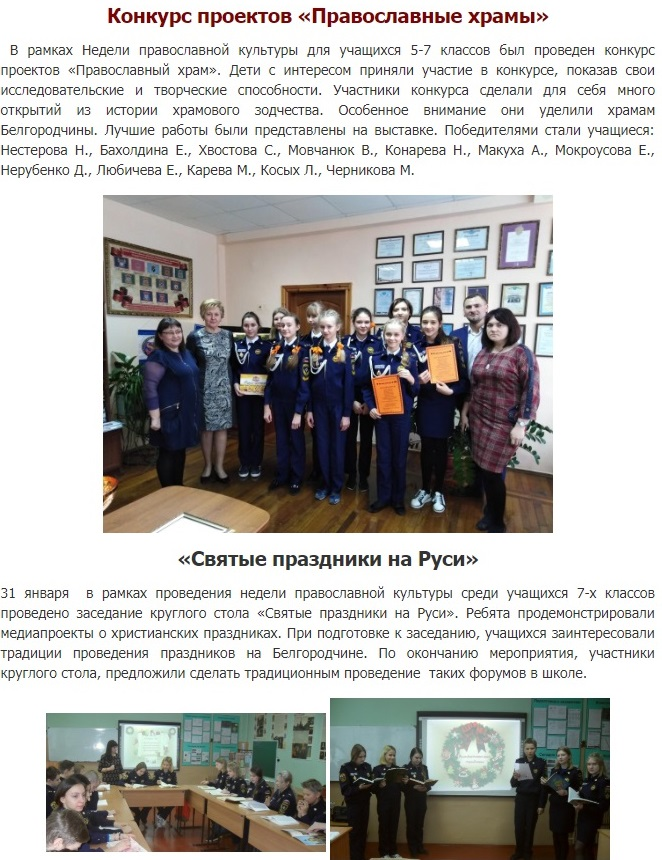 Конкурс проектов «Православные храмы»
В рамках Недели православной культуры для учащихся 5-7 классов был проведен конкурс
проектов «Православный храм». Дети с интересом приняли участие в конкурсе, показав свои
исследовательские и творческие способности. Участники конкурса сделали для себя много
открытий из истории храмового зодчества. Особенное внимание они уделили храмам
Белгородчины. Лучшие работы были представлены на выставке. Победителями стали учащиеся:
Нестерова Н., Бахолдина Е., Хвостова С., Мовчанюк В., Конарева Н., Макуха А., Мокроусова Е.,
Нерубенко Д., Любичева Е., Карева М., Косых Л., Черникова М.
«Святые праздники на Руси»
31 января в рамках проведения недели православной культуры среди учащихся 7-х классов
проведено заседание круглого стола «Святые праздники на Руси». Ребята продемонстрировали
медиапроекты о христианских праздниках. При подготовке к заседанию, учащихся заинтересовали
традиции проведения праздников на Белгородчине. По окончанию мероприятия, участники
круглого стола, предложили сделать традиционным проведение таких форумов в школе.